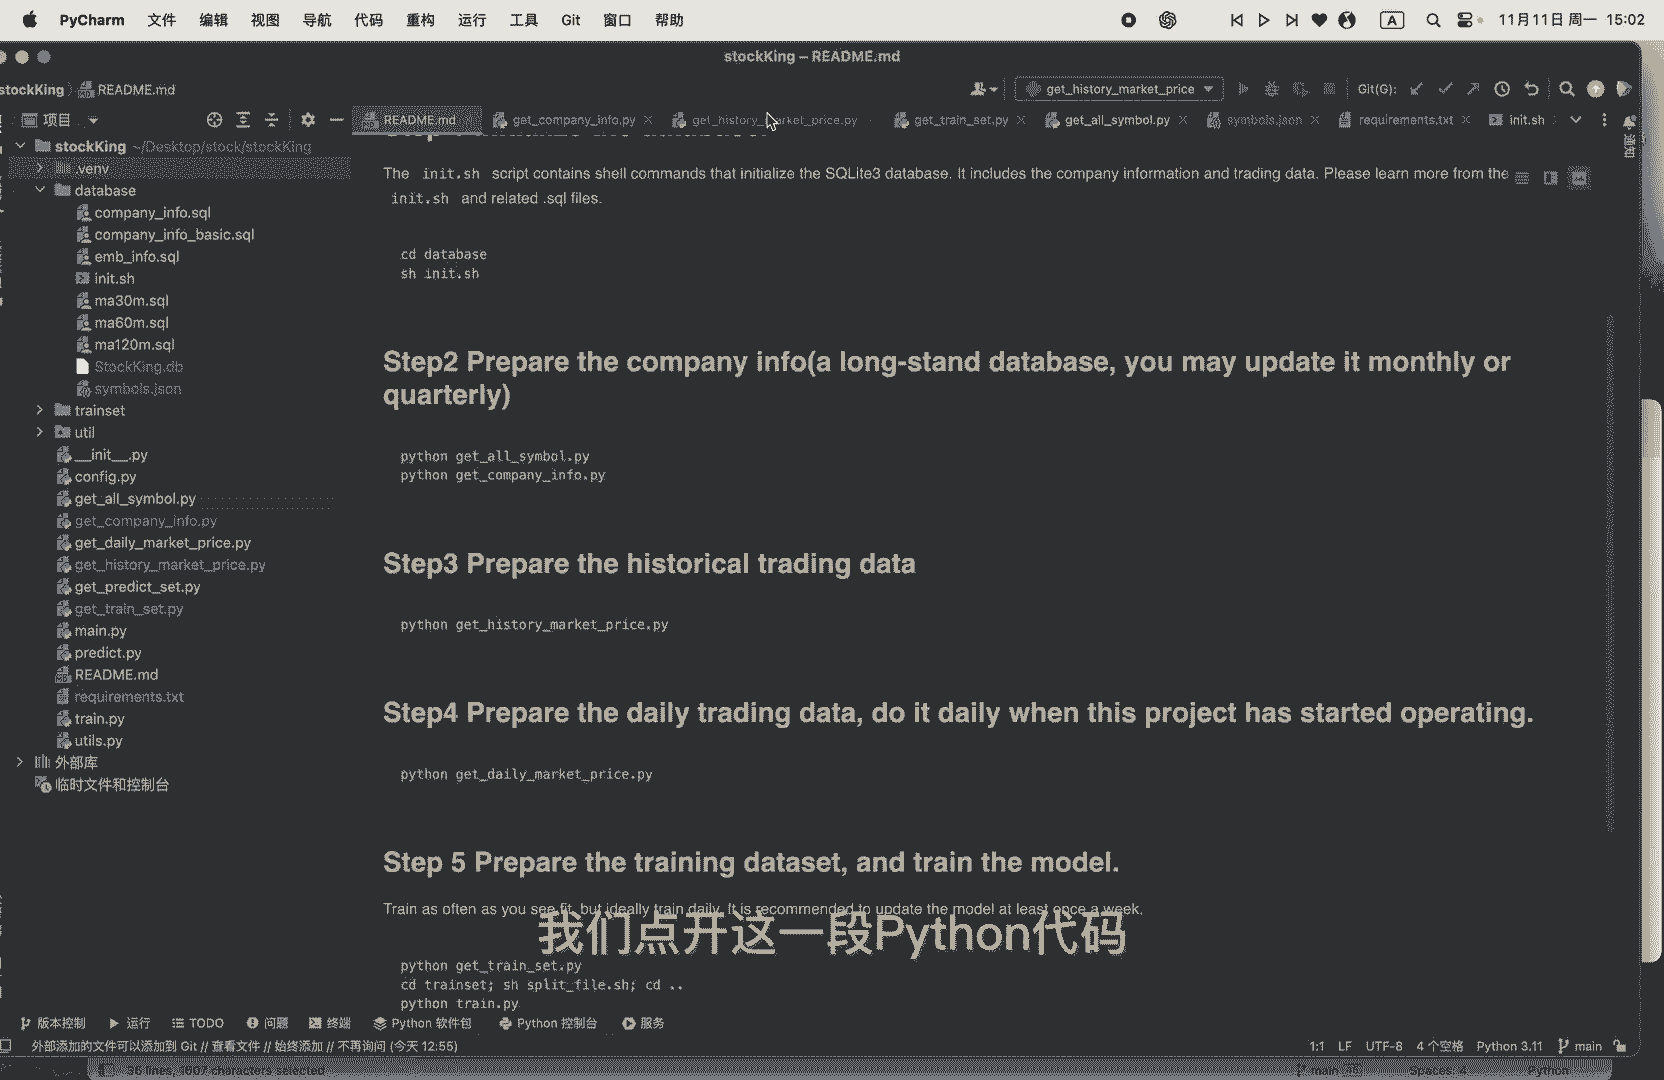 PyCharm 文件 编辑 视图 导航 代码 重构 运行 工具 Git 窗口 帮助 A 11月11日 周一 15:02
stockKing – README.md
stockKing README.md get_history_market_price Git(G):
项目 README.md get_company_info.py get_history_market_price.py get_train_set.py get_all_symbol.py symbols.json requirements.txt init.sh
通知
stockKing ~/Desktop/stock/stockKing
.venv
database
company_info.sql
company_info_basic.sql
emb_info.sql
init.sh
ma30m.sql
ma60m.sql
ma120m.sql
StockKing.db
symbols.json
trainset
util
__init__.py
config.py
get_all_symbol.py
get_company_info.py
get_daily_market_price.py
get_history_market_price.py
get_predict_set.py
get_train_set.py
main.py
predict.py
README.md
requirements.txt
train.py
utils.py
外部库
临时文件和控制台
The init.sh script contains shell commands that initialize the SQLite3 database. It includes the company information and trading data. Please learn more from the
init.sh and related .sql files.
cd database
sh init.sh
Step2 Prepare the company info(a long-stand database, you may update it monthly or
quarterly)
python get_all_symbol.py
python get_company_info.py
Step3 Prepare the historical trading data
python get_history_market_price.py
Step4 Prepare the daily trading data, do it daily when this project has started operating.
python get_daily_market_price.py
Step 5 Prepare the training dataset, and train the model.
Train as often as you see fit, but ideally train daily. It is recommended to update the model at least once a week.
我们点开这一段Python代码
python get_train_set.py
cd trainset; sh split_file.sh; cd ..
python train.py
版本控制 运行 TODO 问题 终端 Python 软件包 Python 控制台 服务
外部添加的文件可以添加到 Git // 查看文件 // 始终添加 // 不再询问 (今天 12:55) 1:1 LF UTF-8 4 个空格 Python 3.11 main
36 lines, 1607 characters selected main Spaces: 4 Python